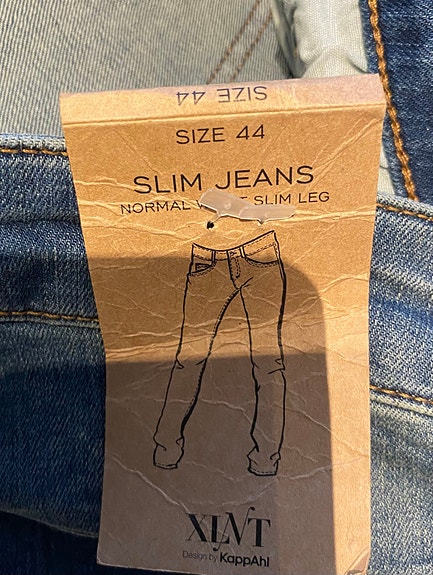 SIZE 44
SIZE 44
SLIM JEANS
NORMAL SLIM LEG
XLNT
Design by KappAhl